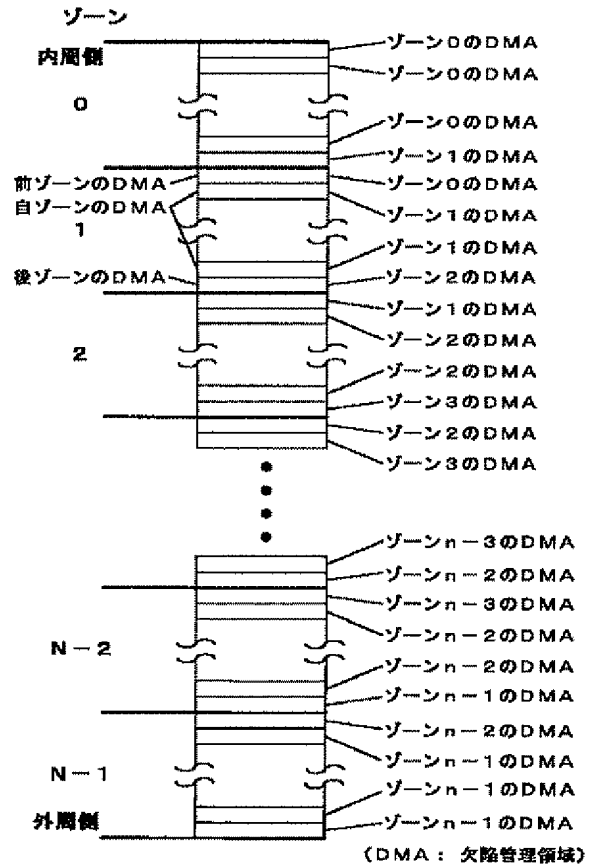 ゾーン
内周側
0
前ゾーンのDMA
自ゾーンのDMA
1
後ゾーンのDMA
2
N-2
N-1
外周側
ゾーン0のDMA
ゾーン0のDMA
ゾーン0のDMA
ゾーン1のDMA
ゾーン0のDMA
ゾーン1のDMA
ゾーン1のDMA
ゾーン2のDMA
ゾーン1のDMA
ゾーン2のDMA
ゾーン2のDMA
ゾーン3のDMA
ゾーン2のDMA
ゾーン3のDMA
ゾーンn-3のDMA
ゾーンn-2のDMA
ゾーンn-3のDMA
ゾーンn-2のDMA
ゾーンn-2のDMA
ゾーンn-1のDMA
ゾーンn-2のDMA
ゾーンn-1のDMA
ゾーンn-1のDMA
ゾーンn-1のDMA
(DMA: 欠陥管理領域)